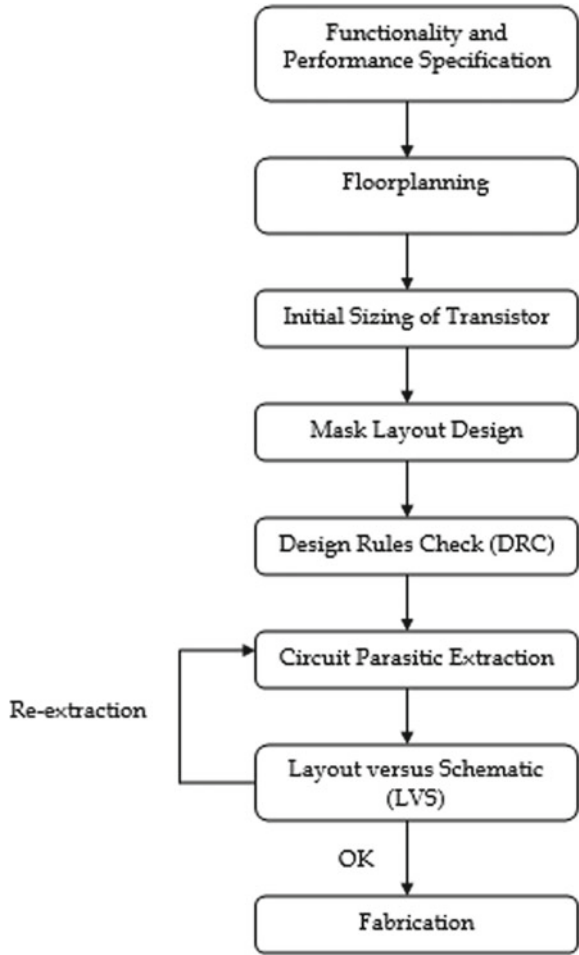 Functionality and
Performance Specification
Floorplanning
Initial Sizing of Transistor
Mask Layout Design
Design Rules Check (DRC)
Circuit Parasitic Extraction
Re-extraction
Layout versus Schematic
(LVS)
OK
Fabrication